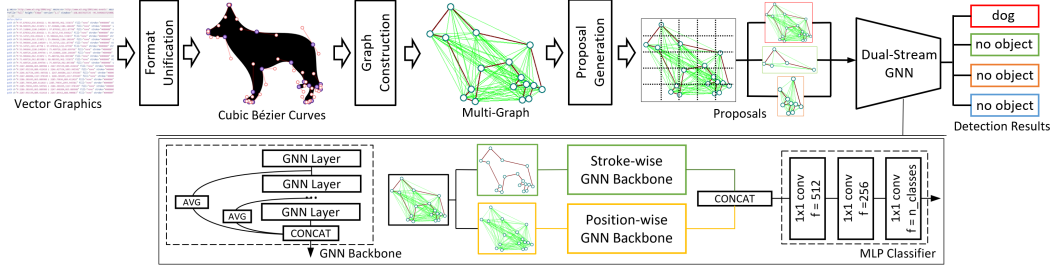 Vector Graphics
Format
Unification
Cubic Bézier Curves
Graph
Construction
Multi-Graph
Proposal
Generation
Proposals
Dual-Stream
GNN
dog
no object
no object
no object
Detection Results
GNN Layer
GNN Layer
...
GNN Layer
AVG
AVG
CONCAT
GNN Backbone
Stroke-wise
GNN Backbone
Position-wise
GNN Backbone
CONCAT
1x1 conv
f = 512
1x1 conv
f =256
1x1 conv
f = n_classes
MLP Classifier